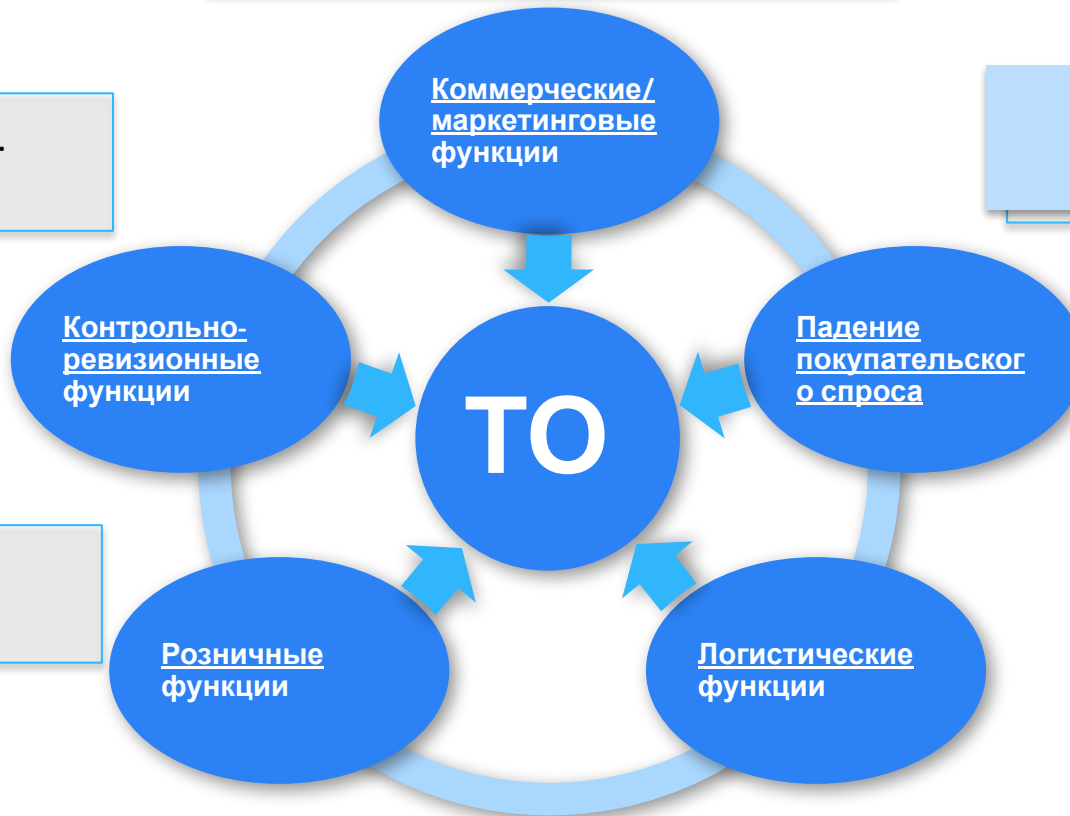 Коммерческие/
маркетинговые
функции
.
Контрольно-
ревизионные
функции
Падение
покупательског
о спроса
ТО
Розничные
функции
Логистические
функции